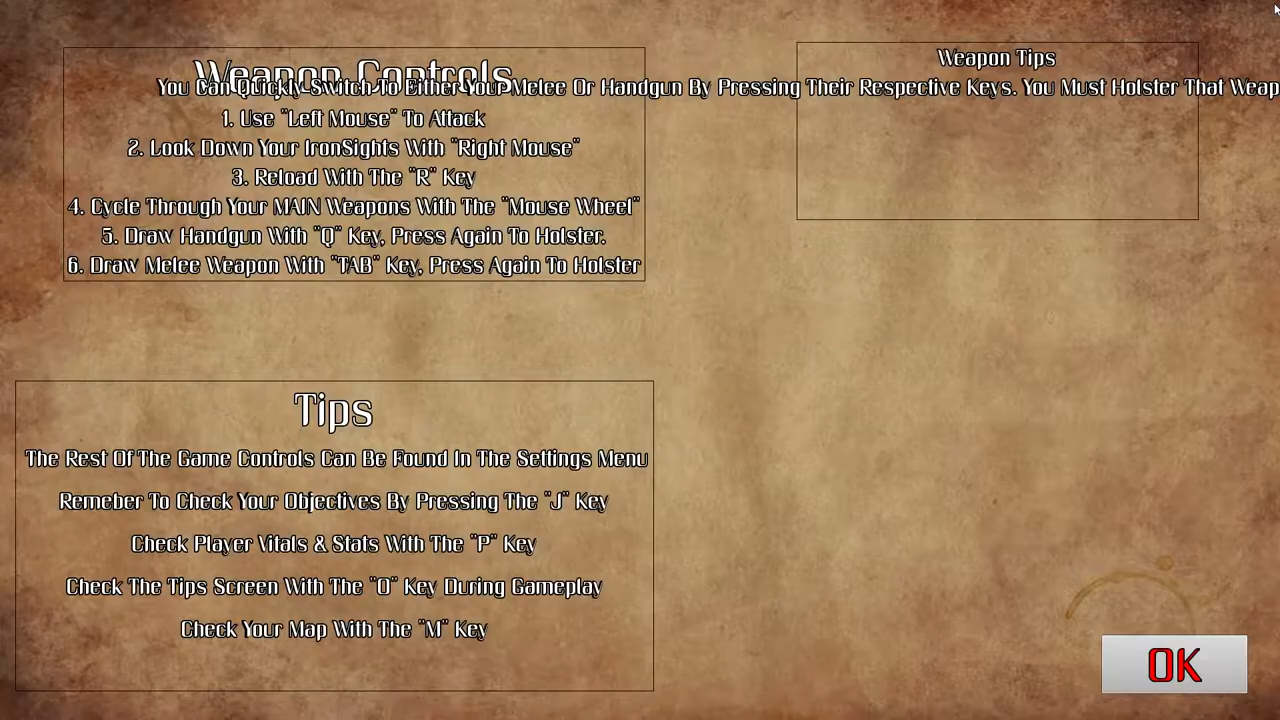 Weapon Controls
1. Use "Left Mouse" To Attack
2. Look Down Your IronSights With "Right Mouse"
3. Reload With The "R" Key
4. Cycle Through Your MAIN Weapons With The "Mouse Wheel"
5. Draw Handgun With "Q" Key, Press Again To Holster.
6. Draw Melee Weapon With "TAB" Key, Press Again To Holster
Weapon Tips
You Can Quickly Switch To Either Your Melee Or Handgun By Pressing Their Respective Keys. You Must Holster That Weap
Tips
The Rest Of The Game Controls Can Be Found In The Settings Menu
Remeber To Check Your Objectives By Pressing The "J" Key
Check Player Vitals & Stats With The "P" Key
Check The Tips Screen With The "O" Key During Gameplay
Check Your Map With The "M" Key
OK